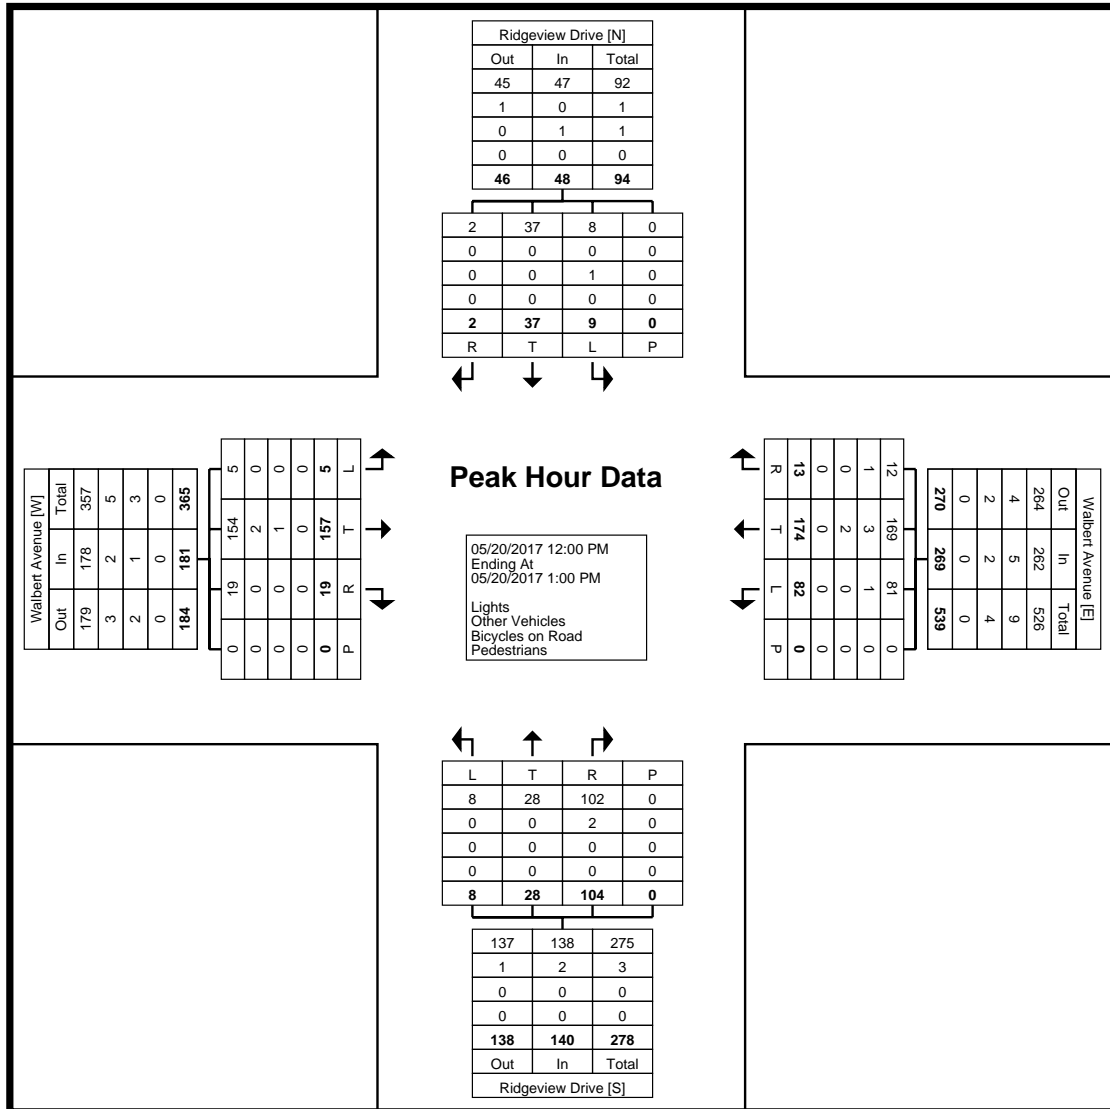 Ridgeview Drive [N]
Out In Total
45 47 92
1 0 1
0 1 1
0 0 0
46 48 94
2 37 8 0
0 0 0 0
0 0 1 0
0 0 0 0
2 37 9 0
R T L P
Walbert Avenue [W]
Total 357 5 3 0 365
In 178 2 1 0 181
Out 179 3 2 0 184
5 0 0 0 5 L
154 2 1 0 157 T
19 0 0 0 19 R
0 0 0 0 0 P
Peak Hour Data
05/20/2017 12:00 PM
Ending At
05/20/2017 1:00 PM
Lights
Other Vehicles
Bicycles on Road
Pedestrians
R 13 0 0 1 12
T 174 0 2 3 169
L 82 0 0 1 81
P 0 0 0 0 0
270 0 2 4 264 Out
269 0 2 5 262 In
539 0 4 9 526 Total
Walbert Avenue [E]
L T R P
8 28 102 0
0 0 2 0
0 0 0 0
0 0 0 0
8 28 104 0
137 138 275
1 2 3
0 0 0
0 0 0
138 140 278
Out In Total
Ridgeview Drive [S]